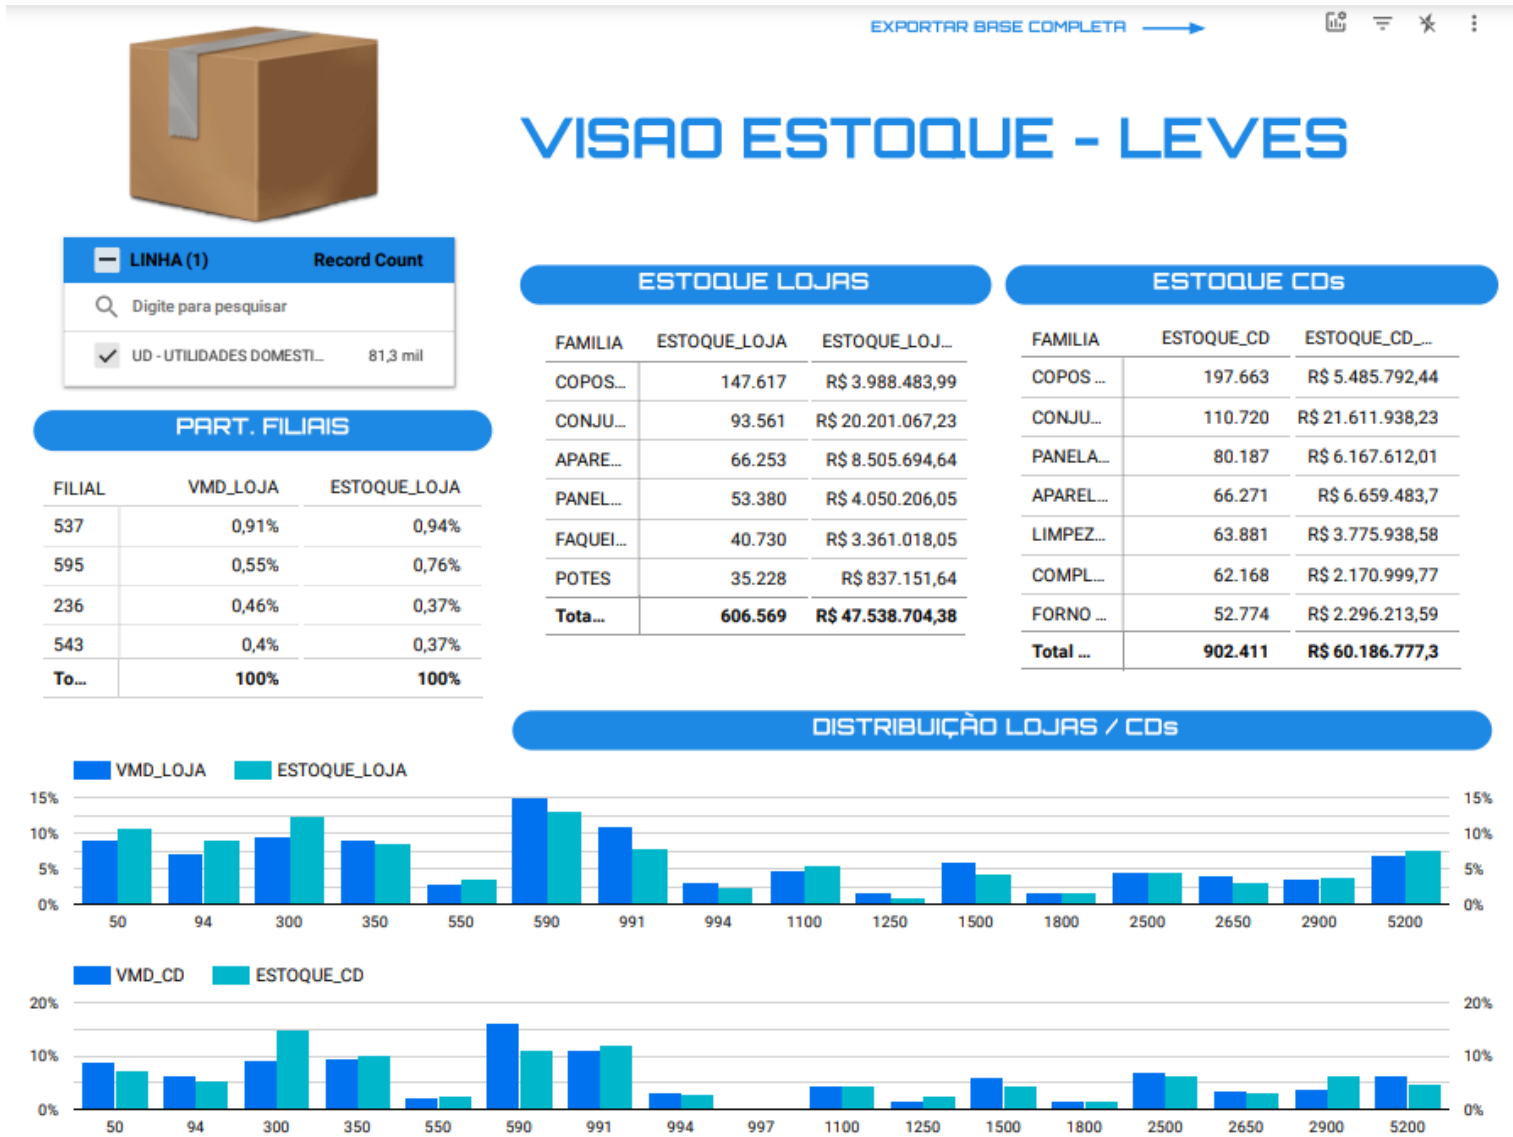 EXPORTAR BASE COMPLETA
VISAO ESTOQUE - LEVES
LINHA (1) Record Count
Digite para pesquisar
UD - UTILIDADES DOMESTI... 81,3 mil
PART. FILIAIS
FILIAL VMD_LOJA ESTOQUE_LOJA
537 0,91% 0,94%
595 0,55% 0,76%
236 0,46% 0,37%
543 0,4% 0,37%
To... 100% 100%
ESTOQUE LOJAS
FAMILIA ESTOQUE_LOJA ESTOQUE_LOJ...
COPOS... 147.617 R$ 3.988.483,99
CONJU... 93.561 R$ 20.201.067,23
APARE... 66.253 R$ 8.505.694,64
PANEL... 53.380 R$ 4.050.206,05
FAQUEI... 40.730 R$ 3.361.018,05
POTES 35.228 R$ 837.151,64
Tota... 606.569 R$ 47.538.704,38
ESTOQUE CDs
FAMILIA ESTOQUE_CD ESTOQUE_CD_...
COPOS ... 197.663 R$ 5.485.792,44
CONJU... 110.720 R$ 21.611.938,23
PANELA... 80.187 R$ 6.167.612,01
APAREL... 66.271 R$ 6.659.483,7
LIMPEZ... 63.881 R$ 3.775.938,58
COMPL... 62.168 R$ 2.170.999,77
FORNO ... 52.774 R$ 2.296.213,59
Total ... 902.411 R$ 60.186.777,3
DISTRIBUIÇÃO LOJAS / CDs
VMD_LOJA ESTOQUE_LOJA
15% 15%
10% 10%
5% 5%
0% 0%
50 94 300 350 550 590 991 994 1100 1250 1500 1800 2500 2650 2900 5200
VMD_CD ESTOQUE_CD
20% 20%
10% 10%
0% 0%
50 94 300 350 550 590 991 994 997 1100 1250 1500 1800 2500 2650 2900 5200